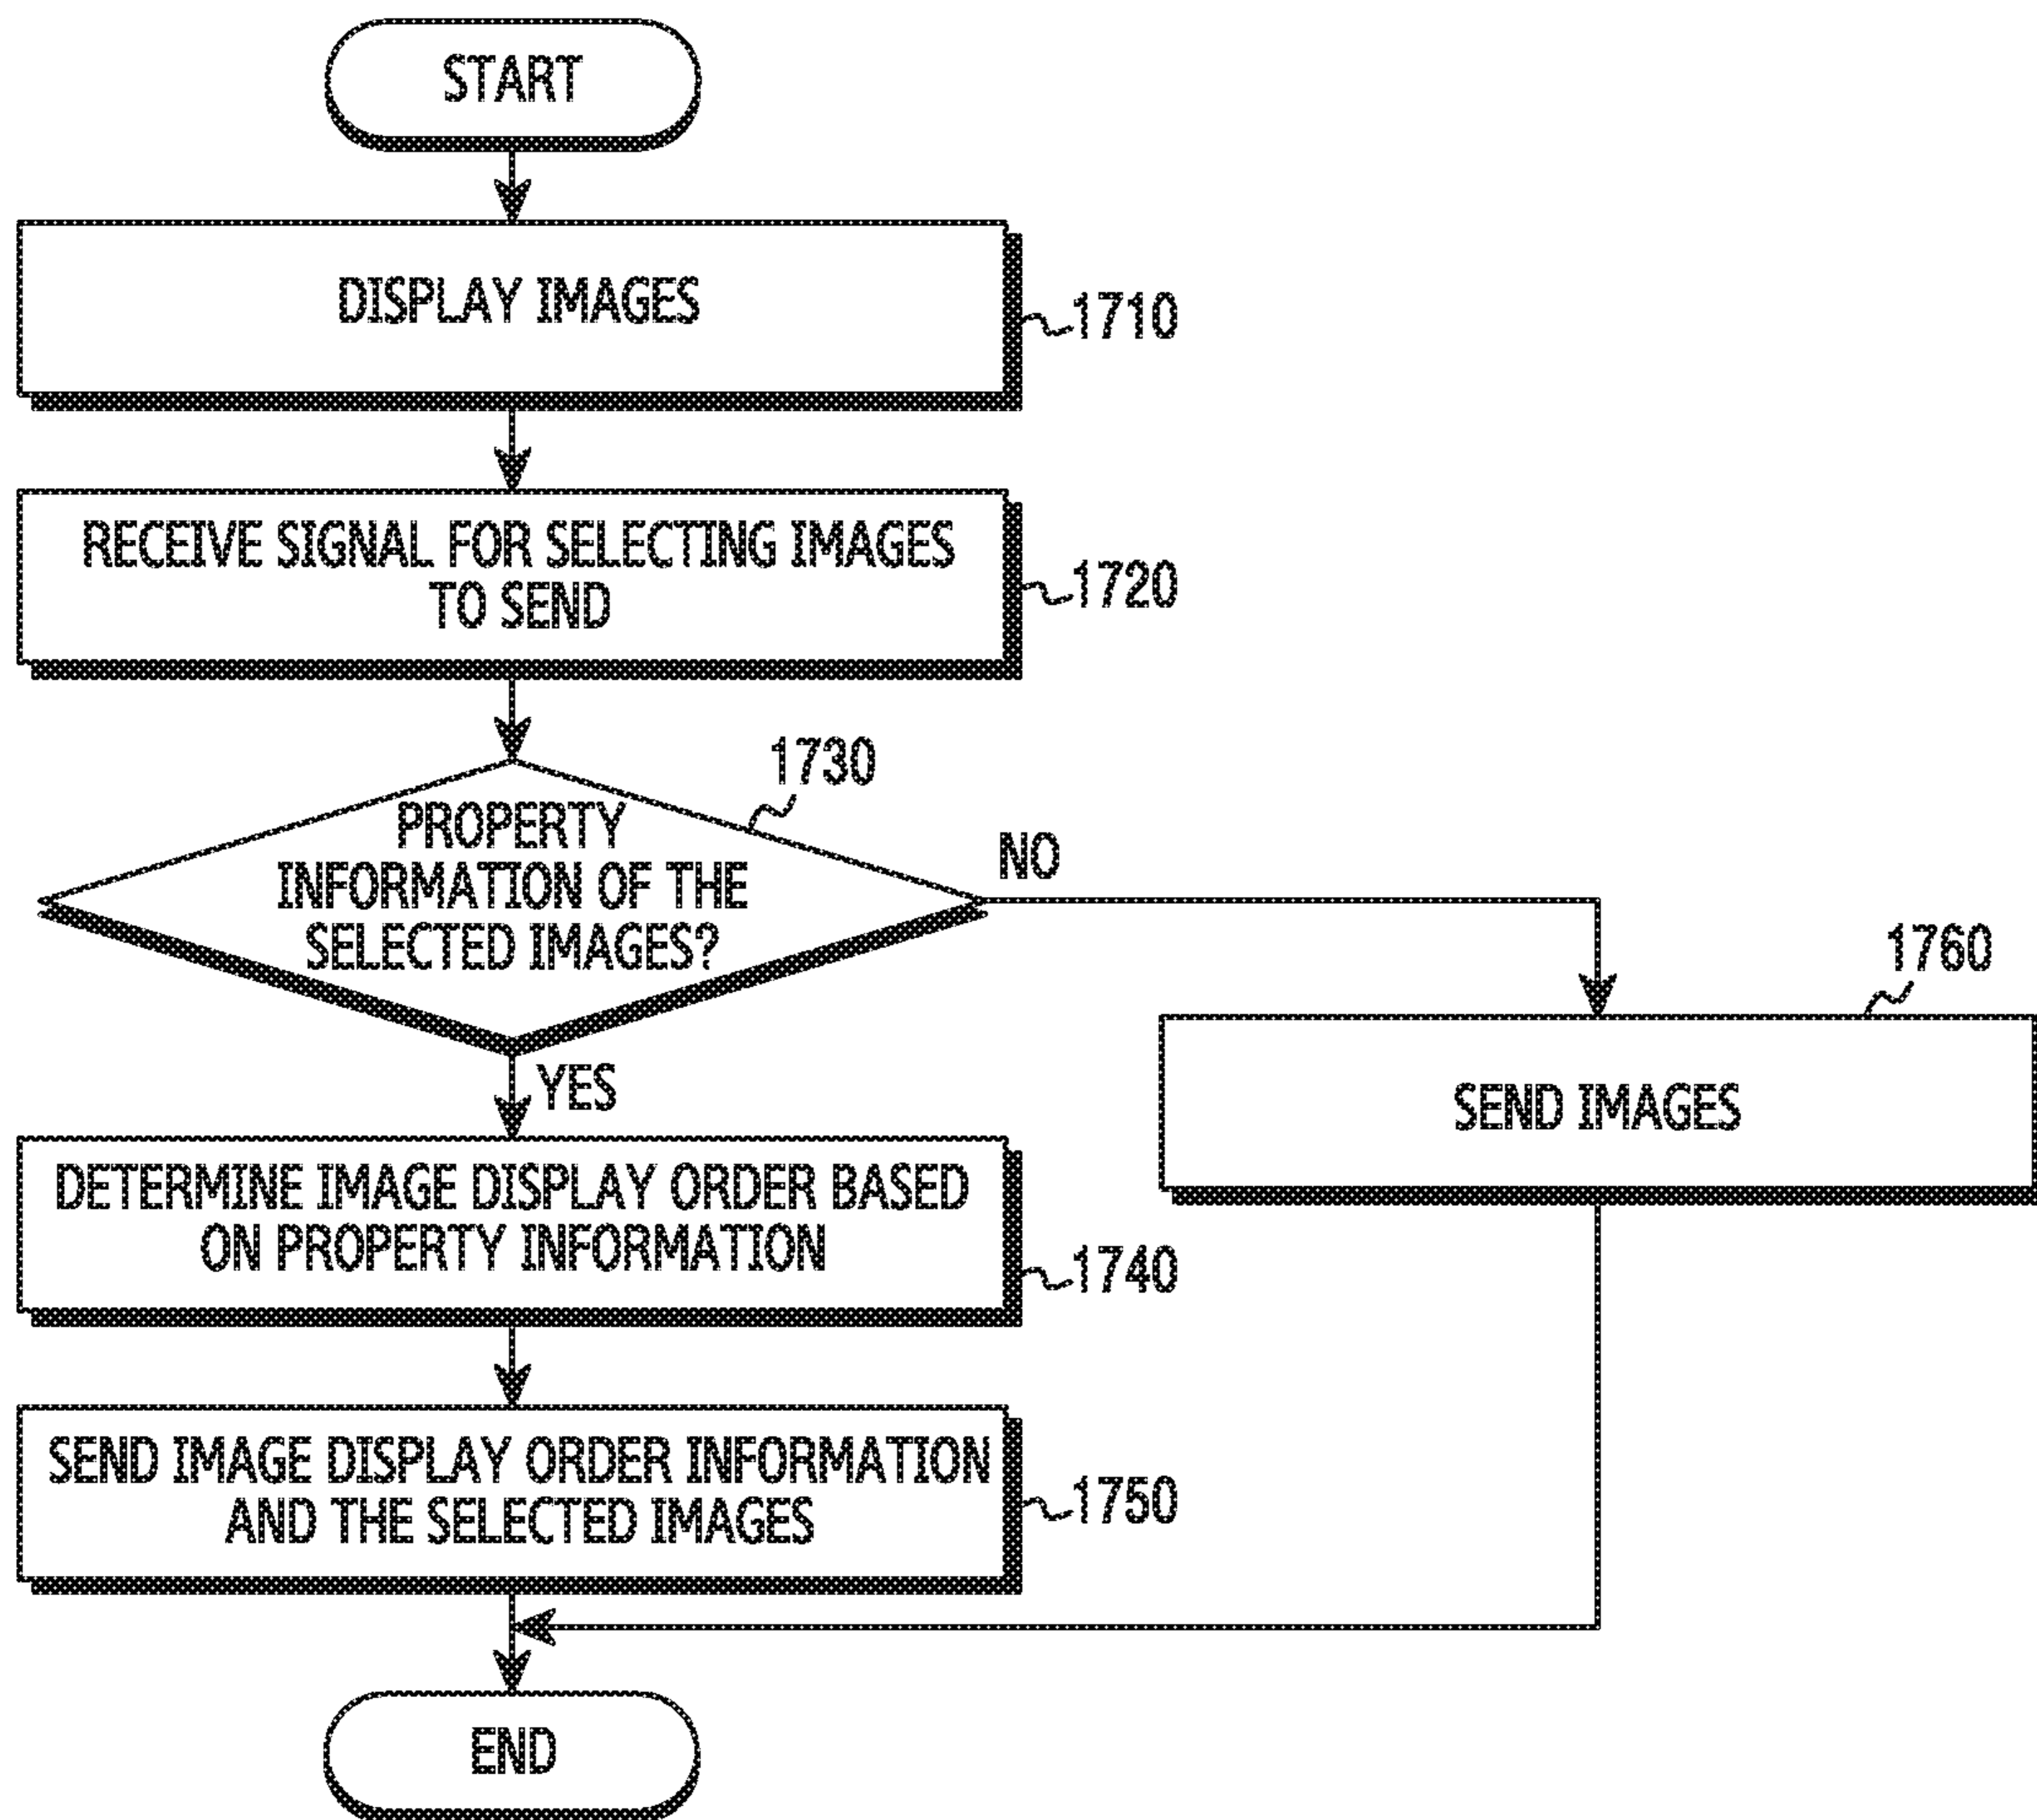 START
DISPLAY IMAGES
1710
RECEIVE SIGNAL FOR SELECTING IMAGES
TO SEND
1720
1730
PROPERTY
INFORMATION OF THE
SELECTED IMAGES?
NO
YES
1760
SEND IMAGES
DETERMINE IMAGE DISPLAY ORDER BASED
ON PROPERTY INFORMATION
1740
SEND IMAGE DISPLAY ORDER INFORMATION
AND THE SELECTED IMAGES
1750
END